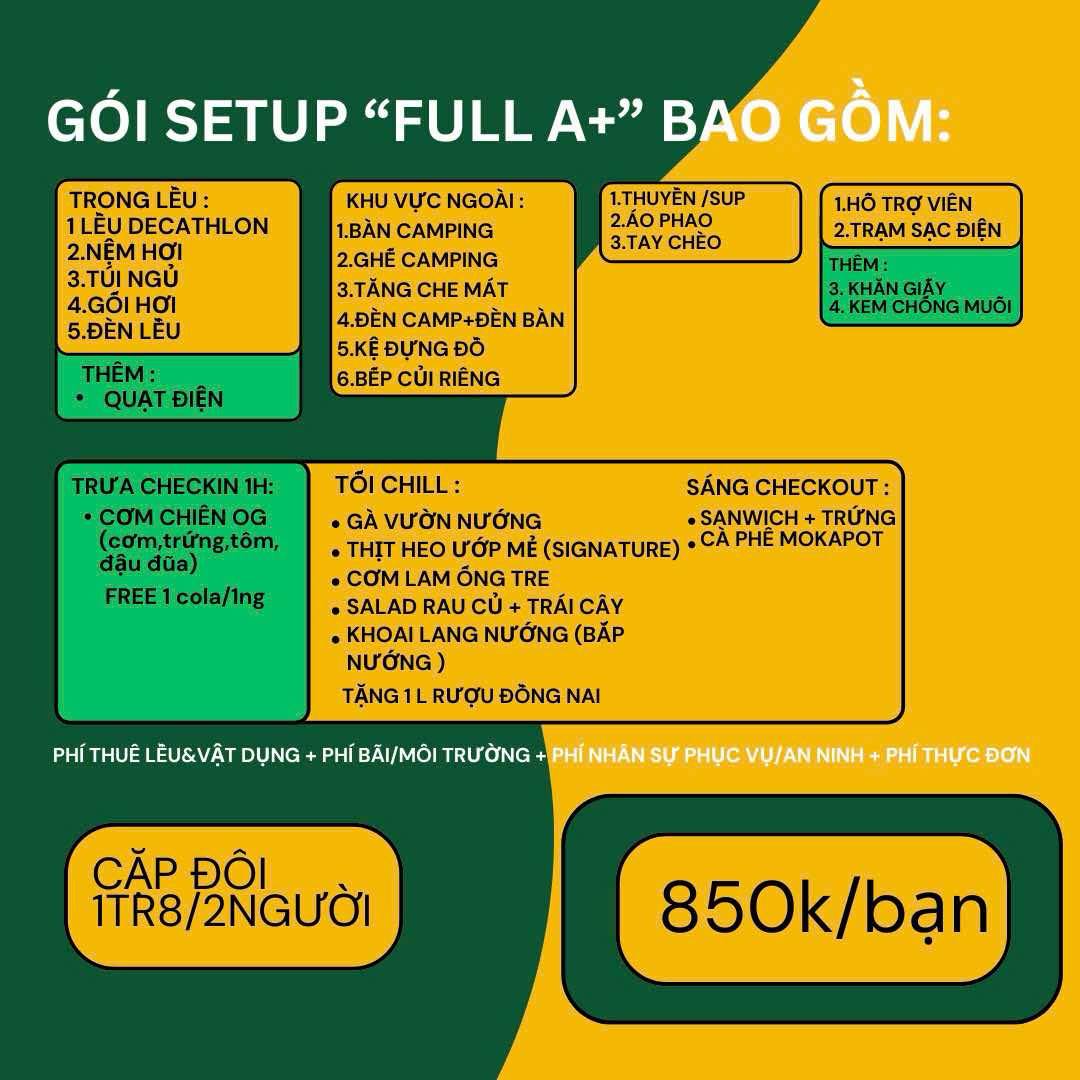 GÓI SETUP “FULL A+” BAO GỒM:
TRONG LỀU :
1 LỀU DECATHLON
2.NỆM HƠI
3.TÚI NGỦ
4.GỐI HƠI
5.ĐÈN LỀU
THÊM :
• QUẠT ĐIỆN
KHU VỰC NGOÀI :
1.BÀN CAMPING
2.GHẾ CAMPING
3.TĂNG CHE MÁT
4.ĐÈN CAMP+ĐÈN BÀN
5.KỆ ĐỰNG ĐỒ
6.BẾP CỦI RIÊNG
1.THUYỀN /SUP
2.ÁO PHAO
3.TAY CHÈO
1.HỖ TRỢ VIÊN
2.TRẠM SẠC ĐIỆN
THÊM :
3. KHĂN GIẤY
4. KEM CHỐNG MUỖI
TRƯA CHECKIN 1H:
• CƠM CHIÊN OG
(cơm,trứng,tôm,
đậu đũa)
FREE 1 cola/1ng
TỐI CHILL :
• GÀ VƯỜN NƯỚNG
• THỊT HEO ƯỚP MẺ (SIGNATURE)
• CƠM LAM ỐNG TRE
• SALAD RAU CỦ + TRÁI CÂY
• KHOAI LANG NƯỚNG (BẮP
NƯỚNG )
TẶNG 1 L RƯỢU ĐỒNG NAI
SÁNG CHECKOUT :
• SANWICH + TRỨNG
• CÀ PHÊ MOKAPOT
PHÍ THUÊ LỀU&VẬT DỤNG + PHÍ BÃI/MÔI TRƯỜNG + PHÍ NHÂN SỰ PHỤC VỤ/AN NINH + PHÍ THỰC ĐƠN
CẶP ĐÔI
1TR8/2NGƯỜI
850k/bạn